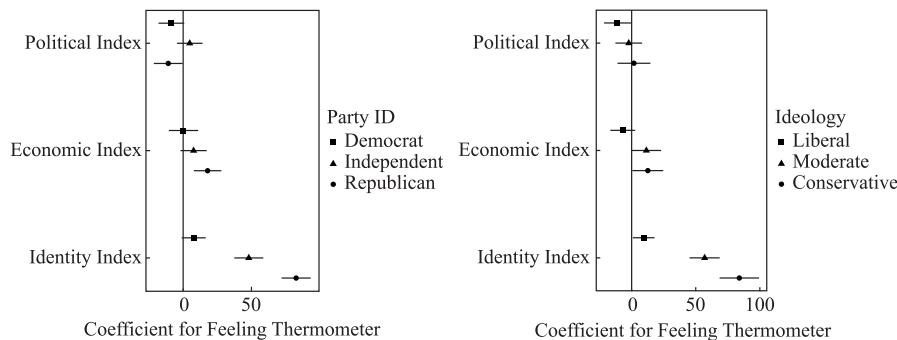 Political Index
Economic Index
Identity Index
0
50
Coefficient for Feeling Thermometer
Party ID
Democrat
Independent
Republican
Political Index
Economic Index
Identity Index
0
50
100
Coefficient for Feeling Thermometer
Ideology
Liberal
Moderate
Conservative